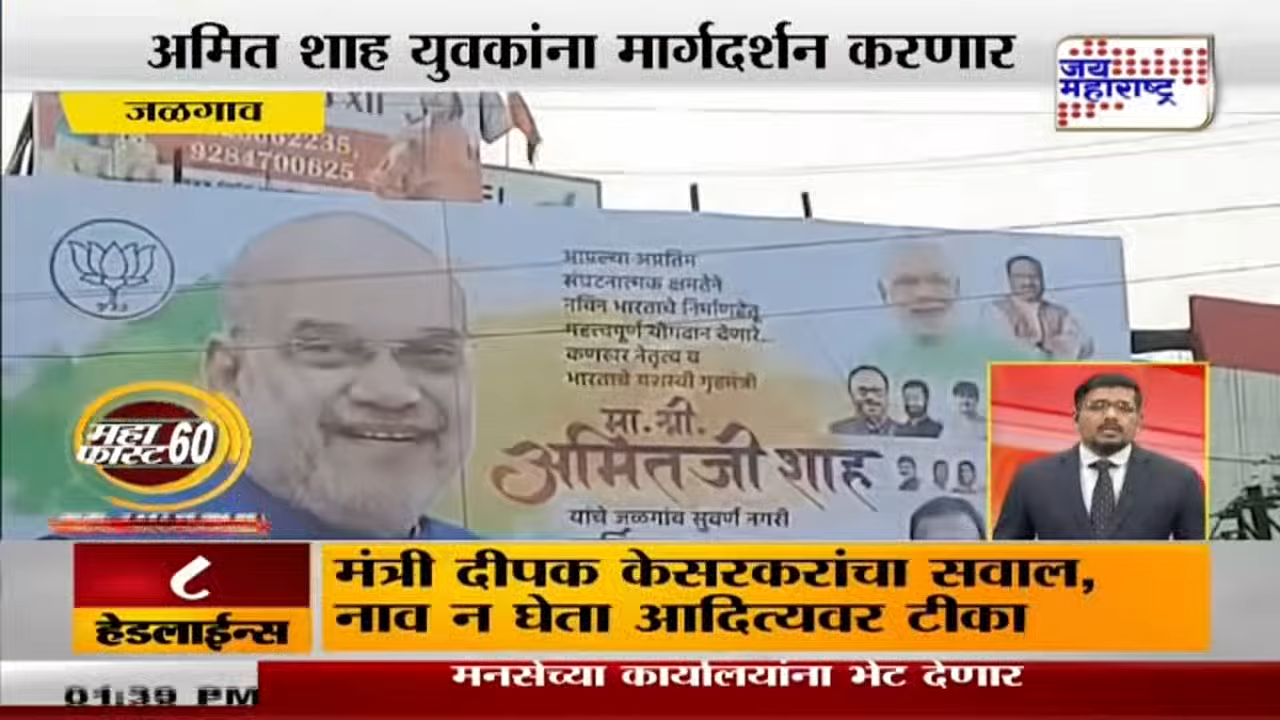 अमित शाह युवकांना मार्गदर्शन करणार
जय
महाराष्ट्र
जळगाव
XII
9284700625
आपल्या अप्रतिम
संघटनात्मक क्षमतेने
नविन भारताचे निर्माणहेतू
महत्त्वपूर्ण योगदान देणारे...
कणखर नेतृत्व व
भारताचे यशस्वी गृहमंत्री
मा. श्री.
अमितजी शाह
यांचे जळगांव सुवर्ण नगरी
महा
फास्ट 60
८
हेडलाईन्स
मंत्री दीपक केसरकरांचा सवाल,
नाव न घेता आदित्यवर टीका
01:39 PM
मनसेच्या कार्यालयांना भेट देणार